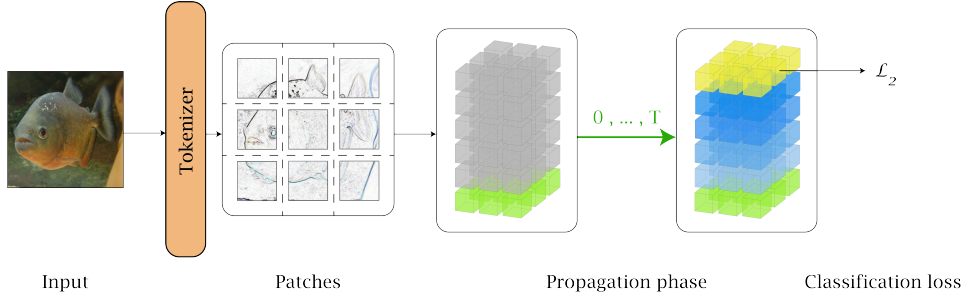 Tokenizer
0 , ... , T
ℒ₂
Input
Patches
Propagation phase
Classification loss